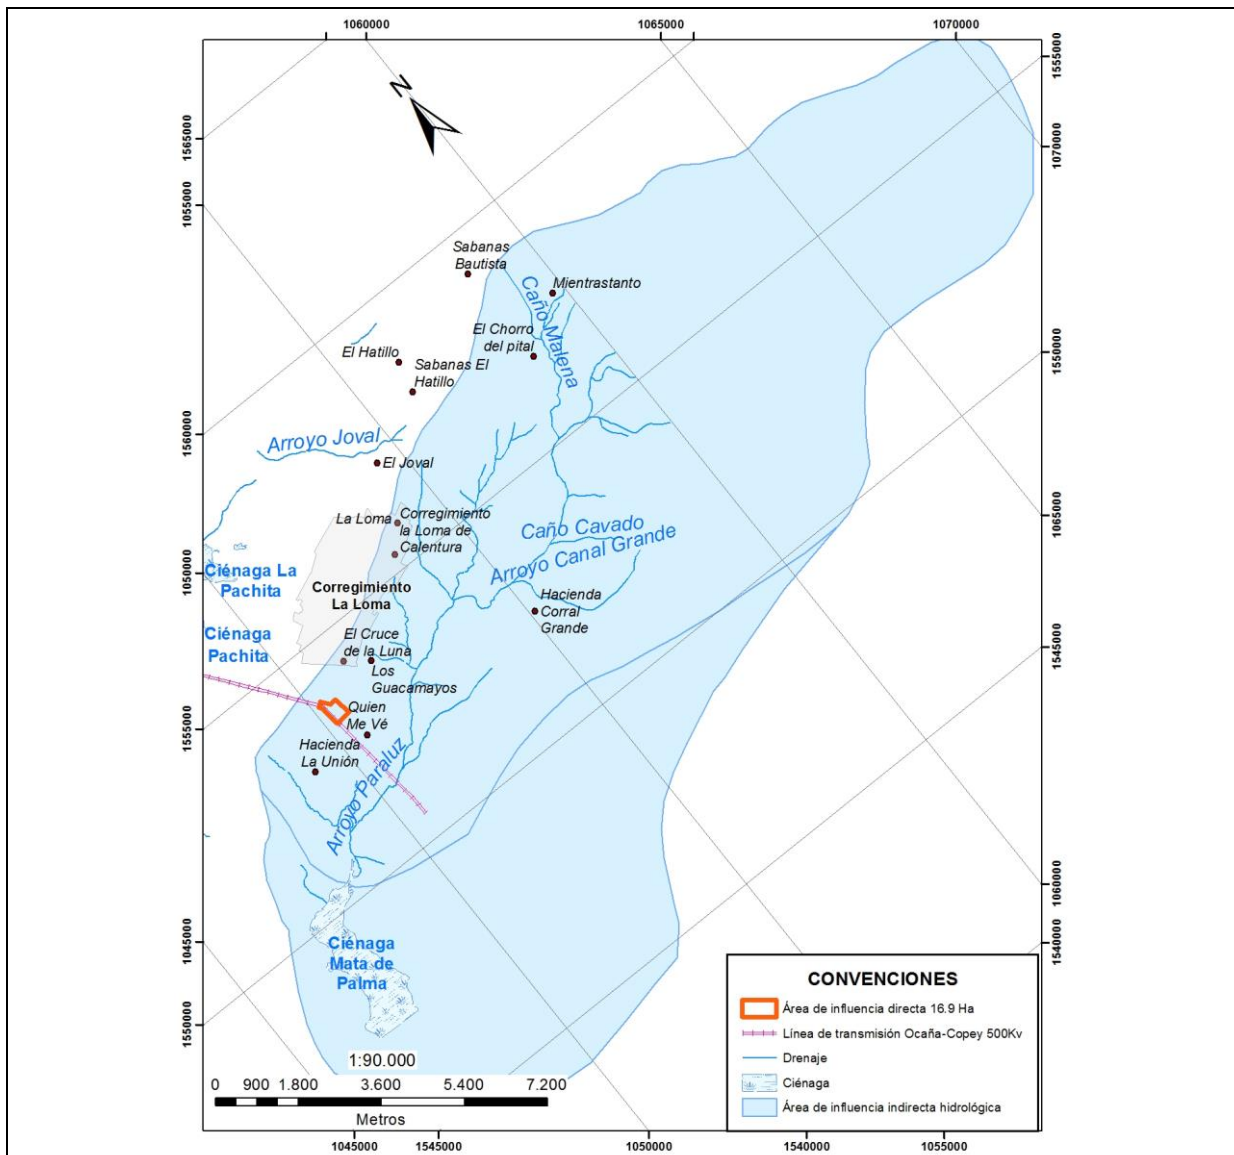 1060000
1065000
1070000
1555000
1565000
1070000
1555000
N
Sabanas
Bautista
Mientrastanto
Caño Malena
El Chorro
del pital
El Hatillo
Sabanas El
Hatillo
1550000
1560000
Arroyo Joval
El Joval
La Loma
Corregimiento
la Loma de
Calentura
1065000
Caño Cavado
Arroyo Canal Grande
Ciénaga La
Pachita
1050000
Corregimiento
La Loma
Hacienda
Corral
Grande
Ciénaga
Pachita
El Cruce
de la Luna
Los
Guacamayos
1545000
Quien
Me Vé
1555000
Hacienda
La Unión
Arroyo Paraluz
1060000
1045000
Ciénaga
Mata de
Palma
1540000
1550000
CONVENCIONES
Área de influencia directa 16.9 Ha
Línea de transmisión Ocaña-Copey 500Kv
Drenaje
Ciénaga
Área de influencia indirecta hidrológica
1:90.000
0 900 1.800 3.600 5.400 7.200
Metros
1045000
1545000
1050000
1540000
1055000